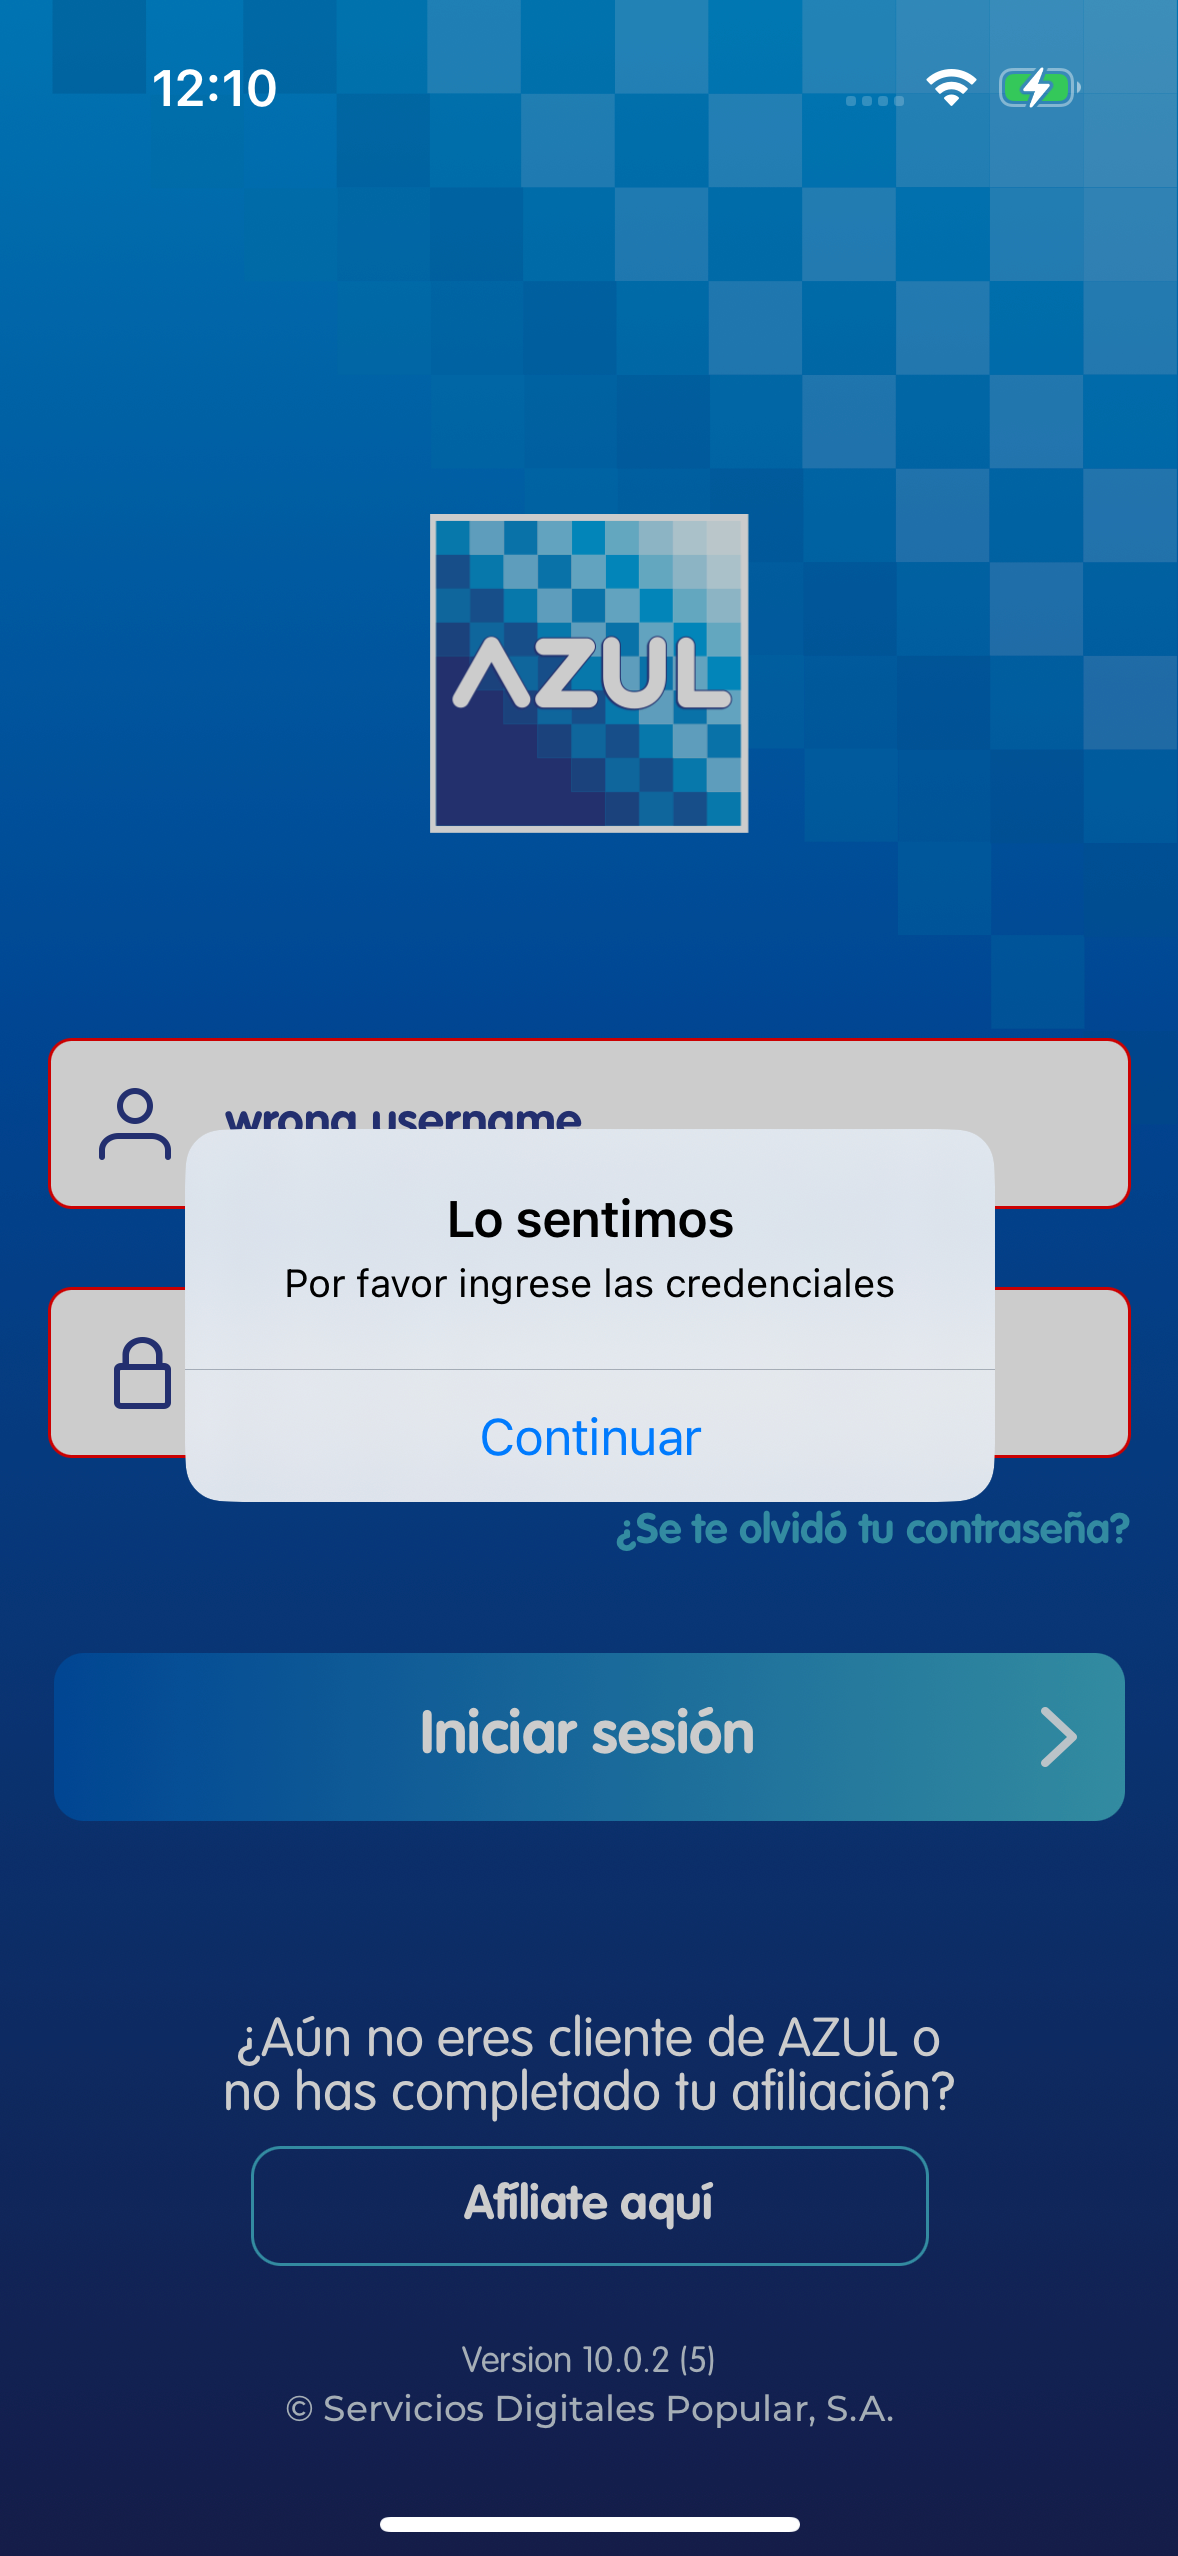 12:10
AZUL
wrong username
Lo sentimos
Por favor ingrese las credenciales
Continuar
¿Se te olvidó tu contraseña?
Iniciar sesión
¿Aún no eres cliente de AZUL o
no has completado tu afiliación?
Afíliate aquí
Version 10.0.2 (5)
© Servicios Digitales Popular, S.A.